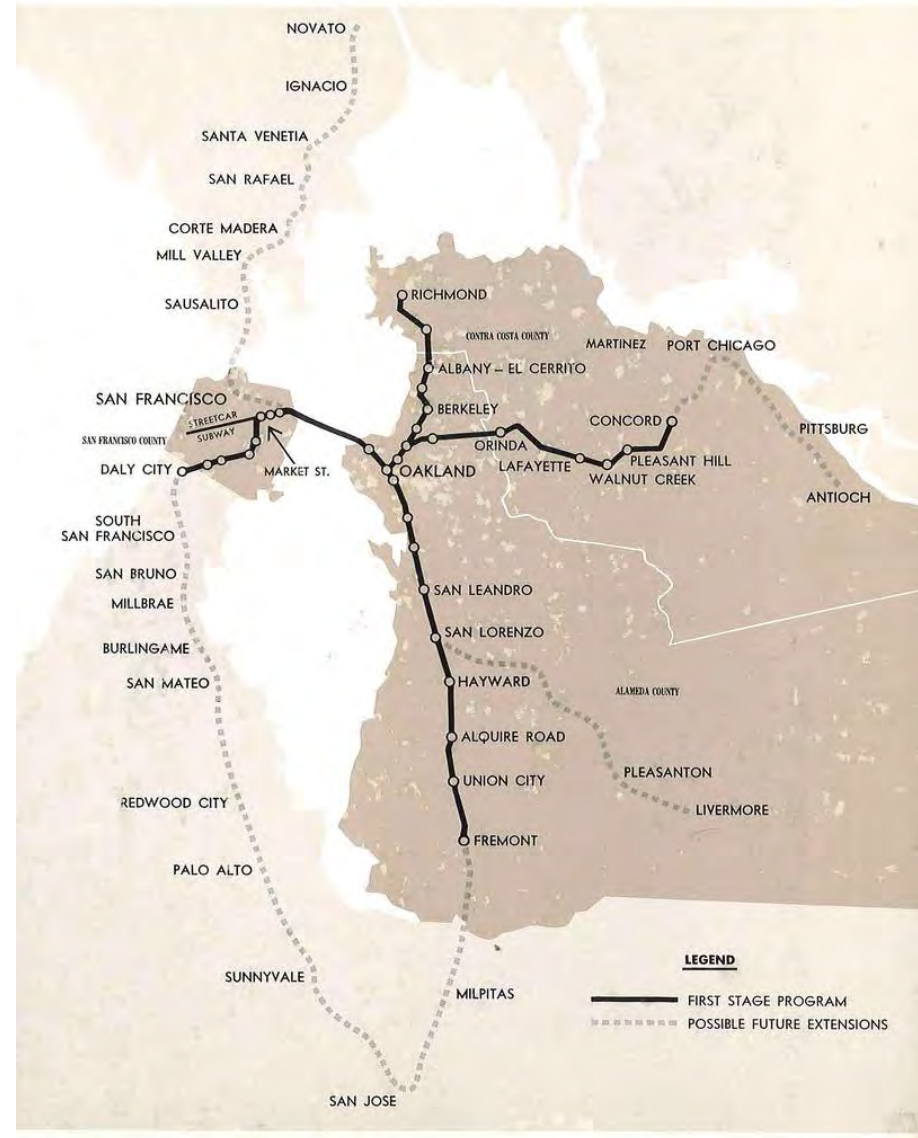 NOVATO
IGNACIO
SANTA VENETIA
SAN RAFAEL
CORTE MADERA
MILL VALLEY
SAUSALITO
RICHMOND
CONTRA COSTA COUNTY
MARTINEZ
PORT CHICAGO
ALBANY – EL CERRITO
SAN FRANCISCO
BERKELEY
CONCORD
STREETCAR
SUBWAY
PITTSBURG
SAN FRANCISCO COUNTY
ORINDA
DALY CITY
MARKET ST.
OAKLAND
LAFAYETTE
PLEASANT HILL
WALNUT CREEK
ANTIOCH
SOUTH
SAN FRANCISCO
SAN BRUNO
MILLBRAE
SAN LEANDRO
BURLINGAME
SAN LORENZO
SAN MATEO
HAYWARD
ALAMEDA COUNTY
ALQUIRE ROAD
PLEASANTON
UNION CITY
REDWOOD CITY
LIVERMORE
FREMONT
PALO ALTO
LEGEND
SUNNYVALE
MILPITAS
FIRST STAGE PROGRAM
POSSIBLE FUTURE EXTENSIONS
SAN JOSE